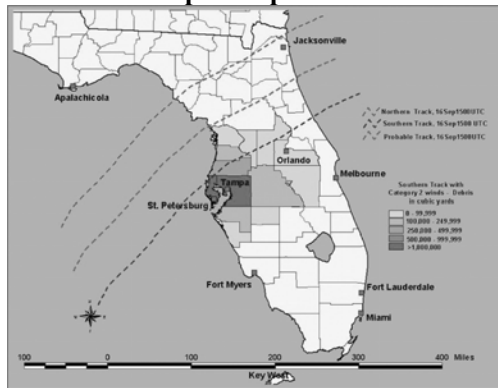 Jacksonville
Apalachicola
Northern Track, 16Sep1500UTC
Southern Track, 16Sep1500 UTC
Probable Track, 16Sep1500UTC
Orlando
Melbourne
Tampa
St. Petersburg
Southern Track with
Category 2 winds - Debris
in cubic yards
0 - 99,999
100,000 - 249,999
250,000 - 499,999
500,000 - 999,999
>1,000,000
Fort Myers
Fort Lauderdale
Miami
100 0 100 200 300 400 Miles
Key West